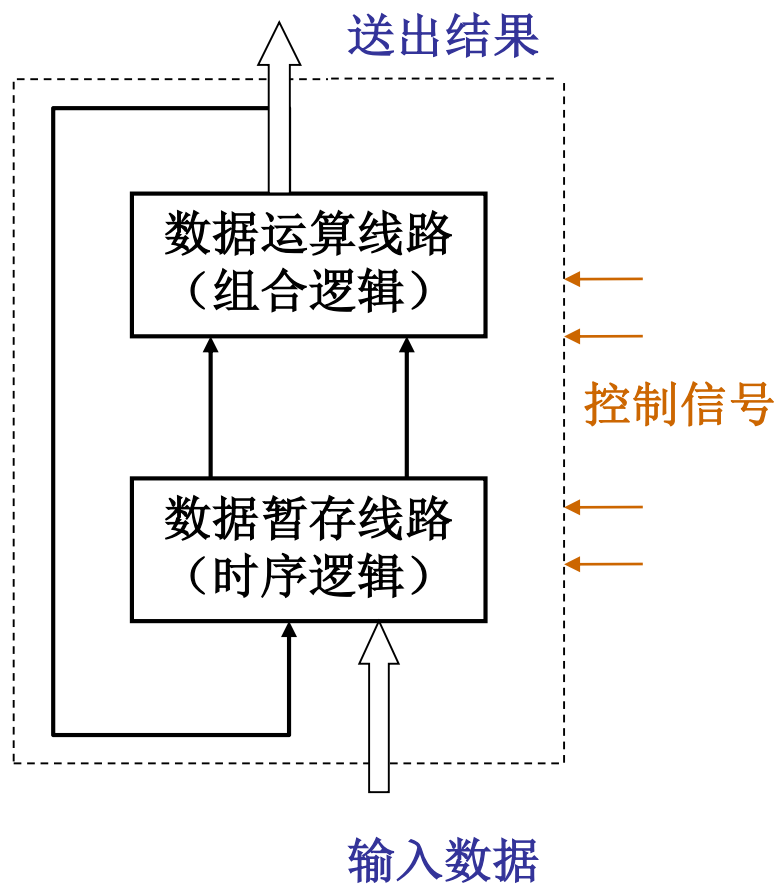 送出结果
数据运算线路
（组合逻辑）
控制信号
数据暂存线路
（时序逻辑）
输入数据